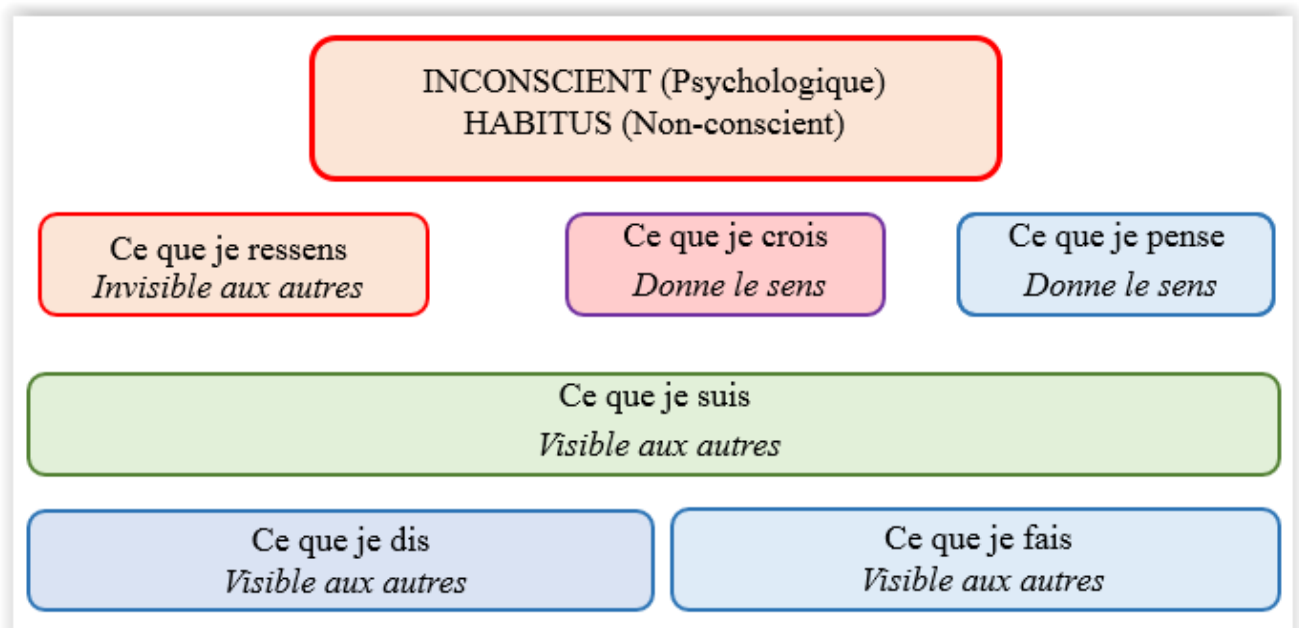 INCONSCIENT (Psychologique)
HABITUS (Non-conscient)
Ce que je ressens
Invisible aux autres
Ce que je crois
Donne le sens
Ce que je pense
Donne le sens
Ce que je suis
Visible aux autres
Ce que je dis
Visible aux autres
Ce que je fais
Visible aux autres